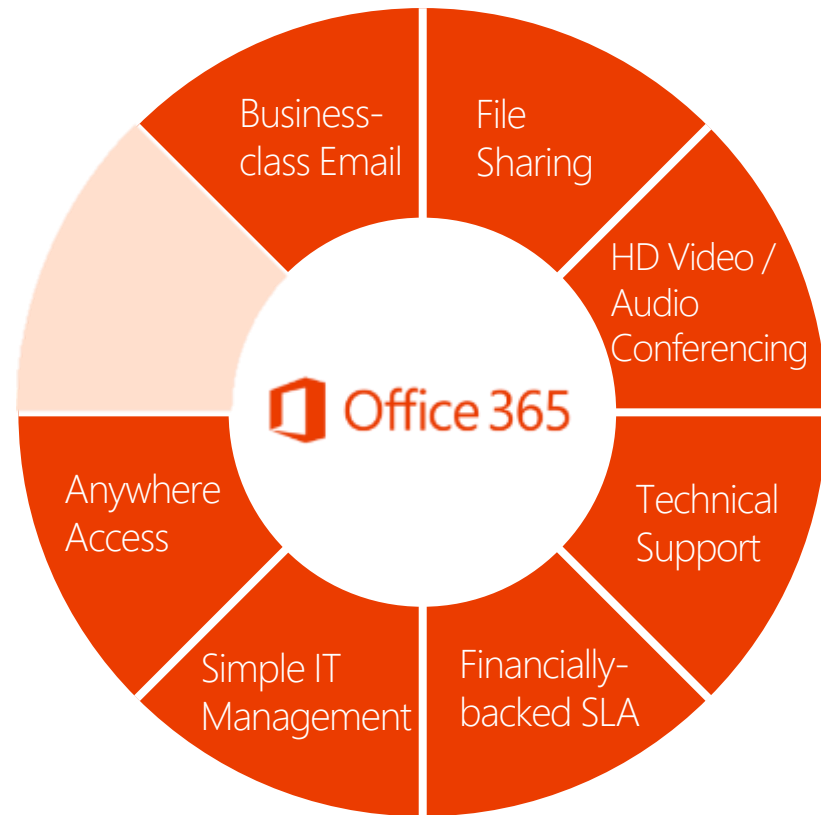 Business-
class Email
File
Sharing
HD Video /
Audio
Conferencing
Technical
Support
Financially-
backed SLA
Simple IT
Management
Anywhere
Access
Office 365